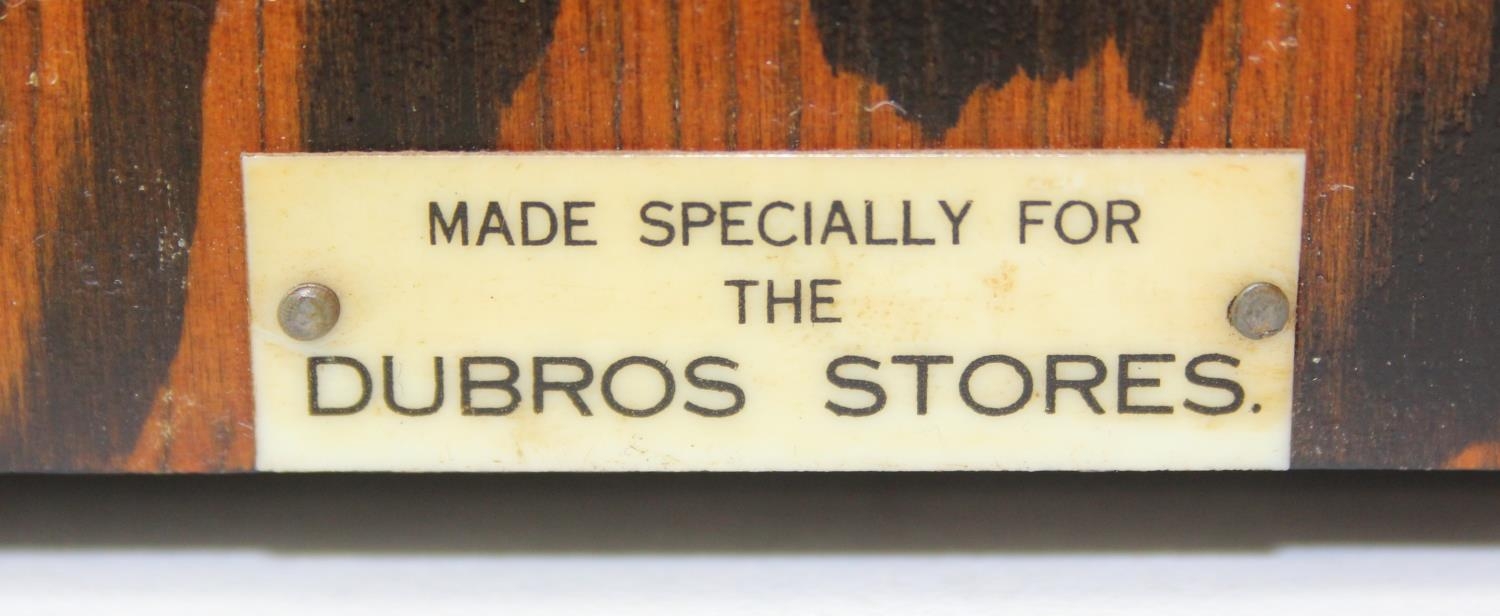 MADE SPECIALLY FOR
THE
DUBROS STORES.